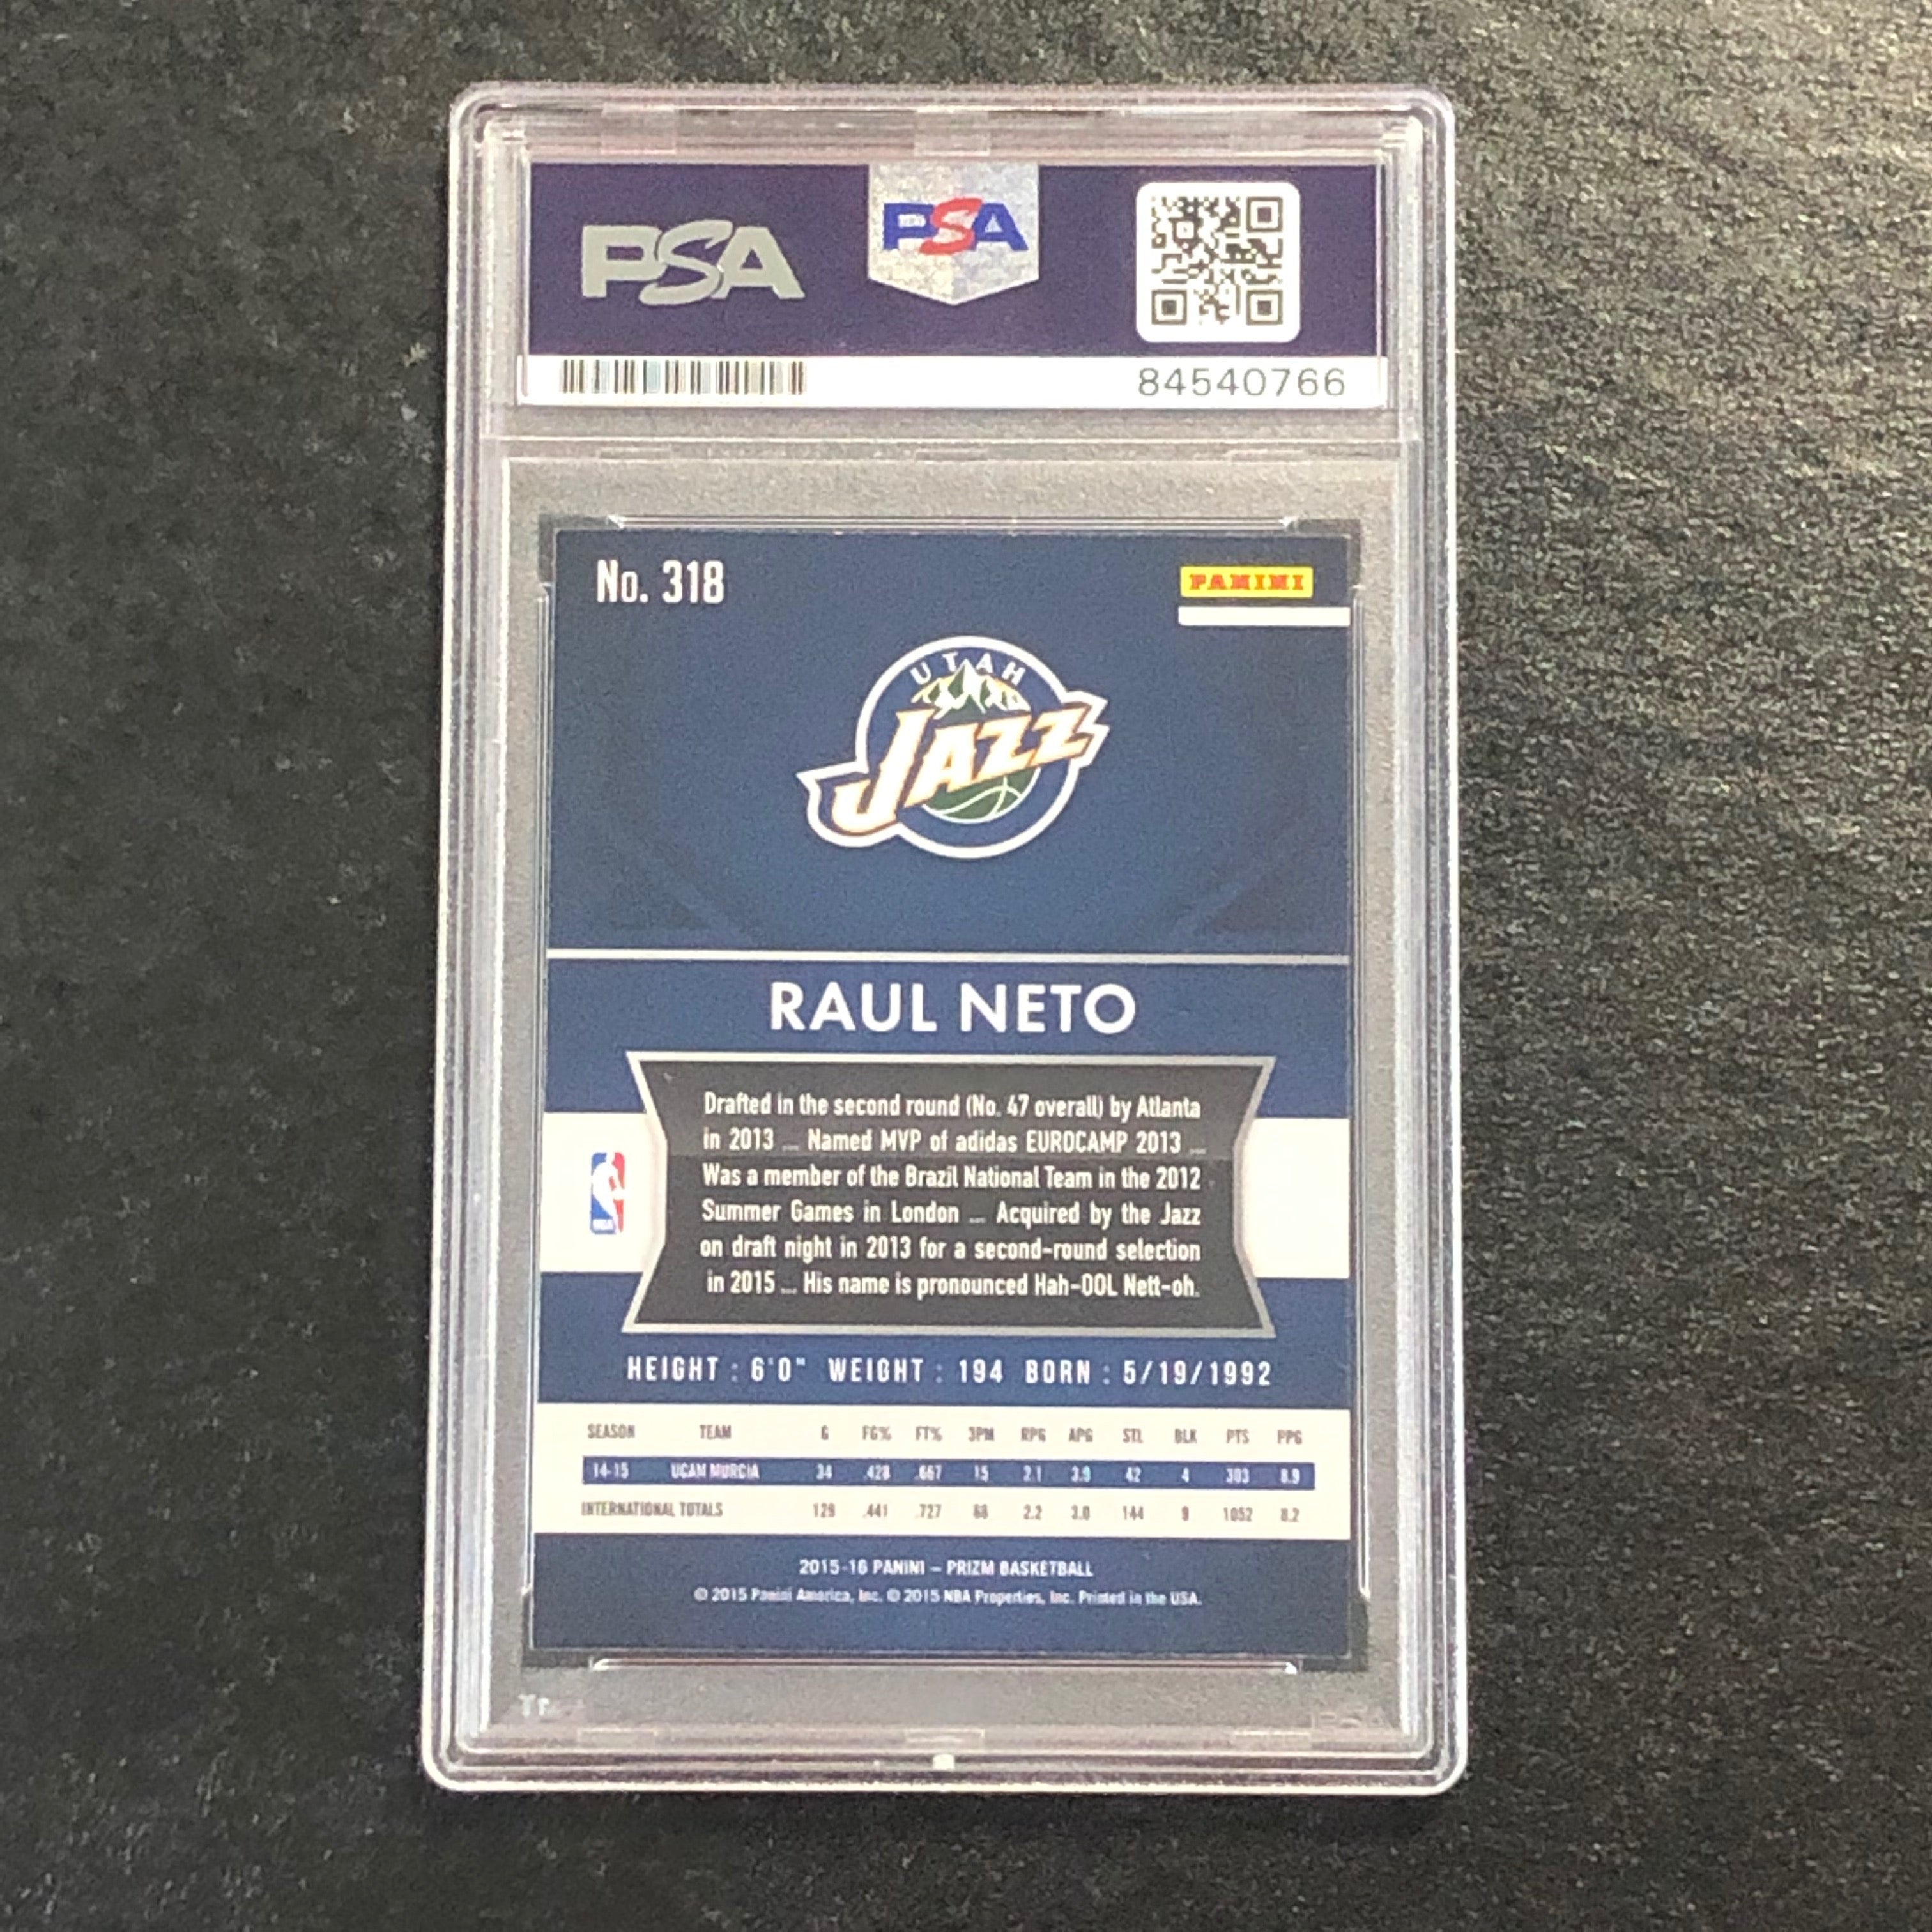 PSA
PSA
84540766
No. 318
PANINI
UTAH
JAZZ
RAUL NETO
Drafted in the second round (No. 47 overall) by Atlanta
in 2013 ... Named MVP of adidas EUROCAMP 2013 ...
Was a member of the Brazil National Team in the 2012
Summer Games in London ... Acquired by the Jazz
on draft night in 2013 for a second-round selection
in 2015 ... His name is pronounced Hah-OOL Nett-oh.
NBA
HEIGHT : 6'0" WEIGHT : 194 BORN : 5/19/1992
SEASON TEAM G FG% FT% 3PM RPG APG STL BLK PTS PPG
14-15 UCAM MURCIA 34 .428 .667 15 2.1 3.9 42 4 303 8.9
INTERNATIONAL TOTALS 129 .441 .727 68 2.2 3.0 144 9 1052 8.2
2015-16 PANINI – PRIZM BASKETBALL
© 2015 Panini America, Inc. © 2015 NBA Properties, Inc. Printed in the USA.